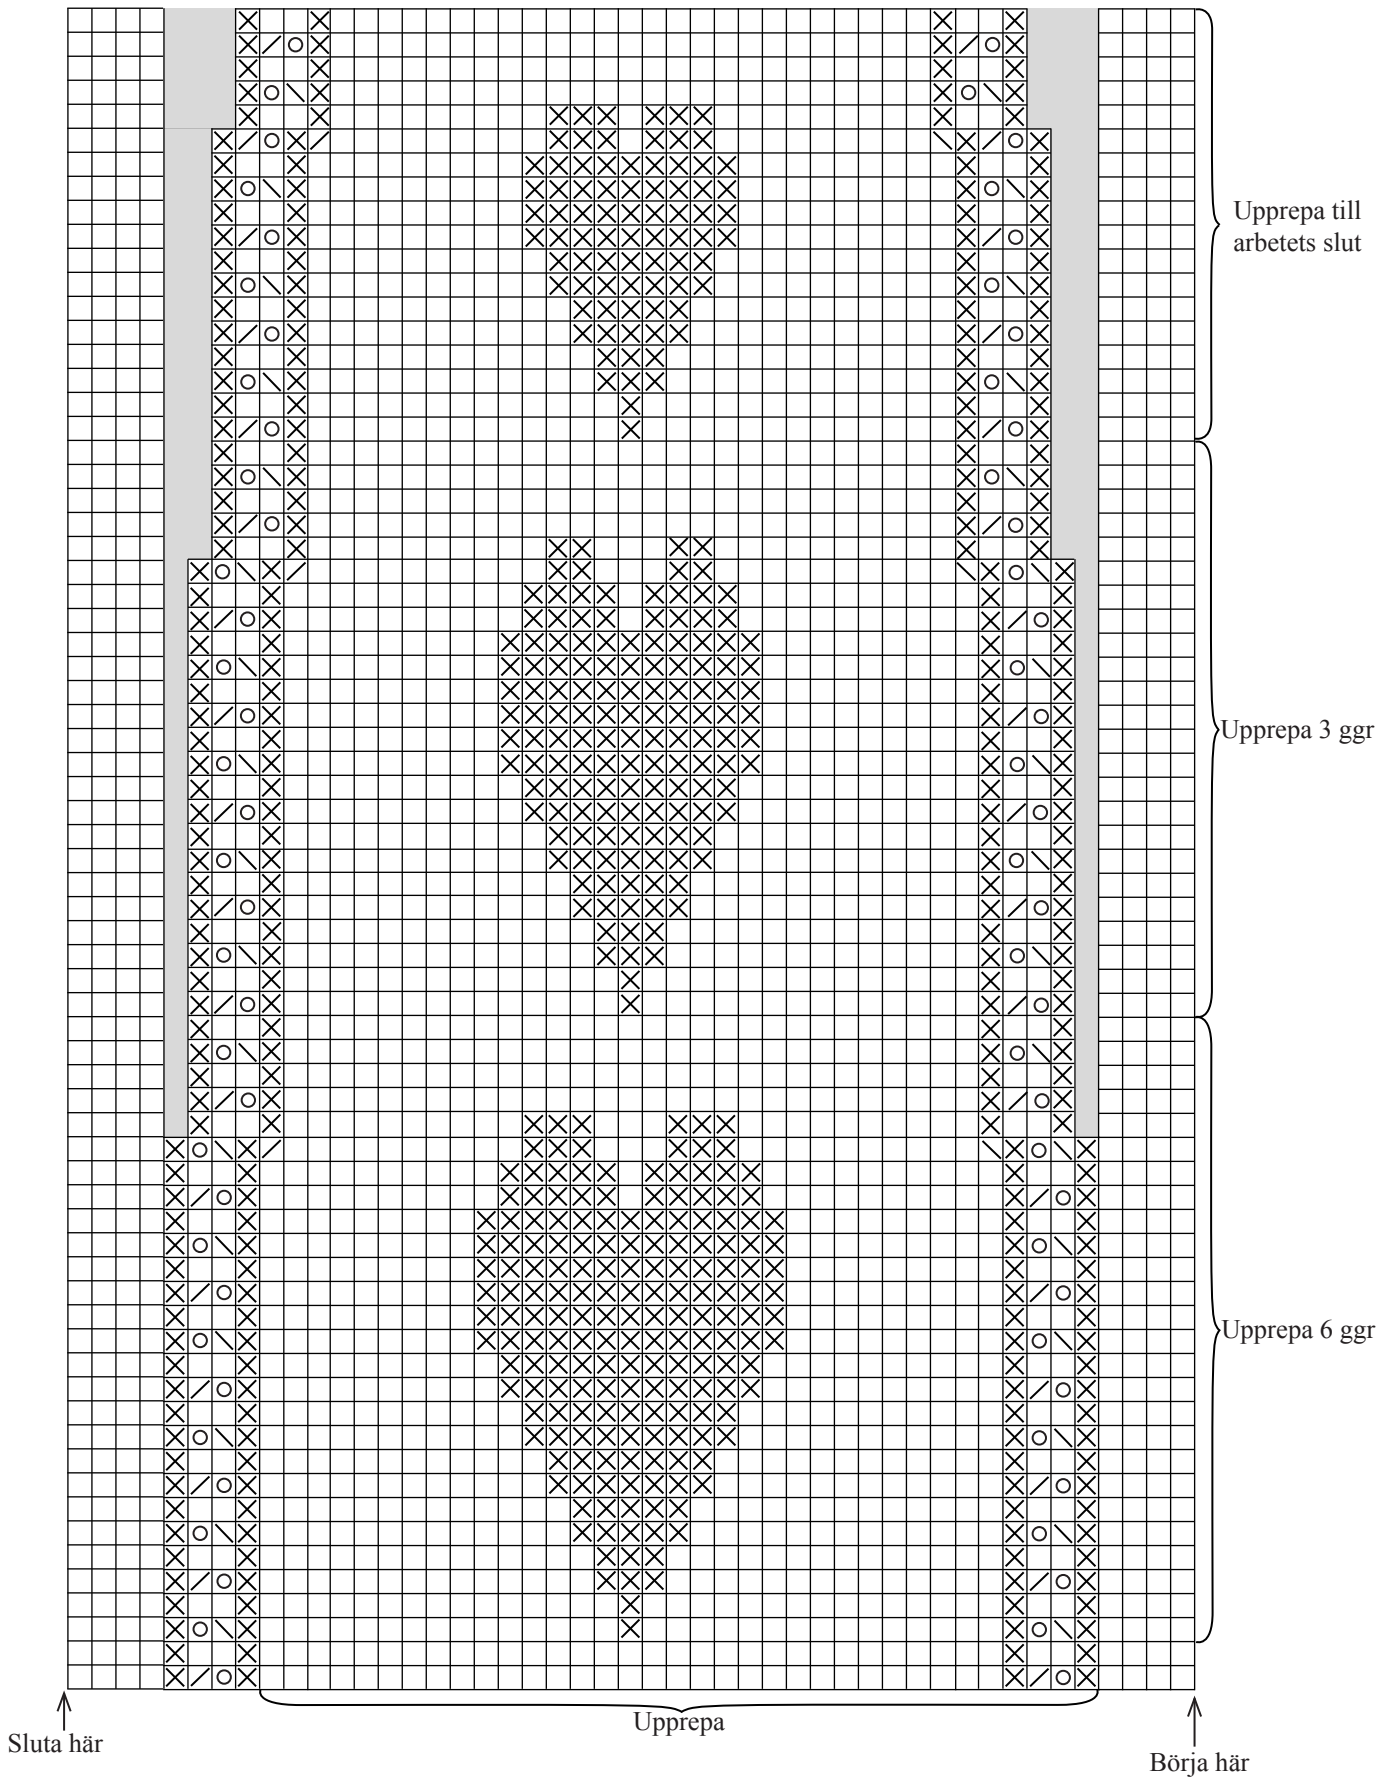 Upprepa till
arbetets slut
Upprepa 3 ggr
Upprepa 6 ggr
Upprepa
Sluta här
Börja här